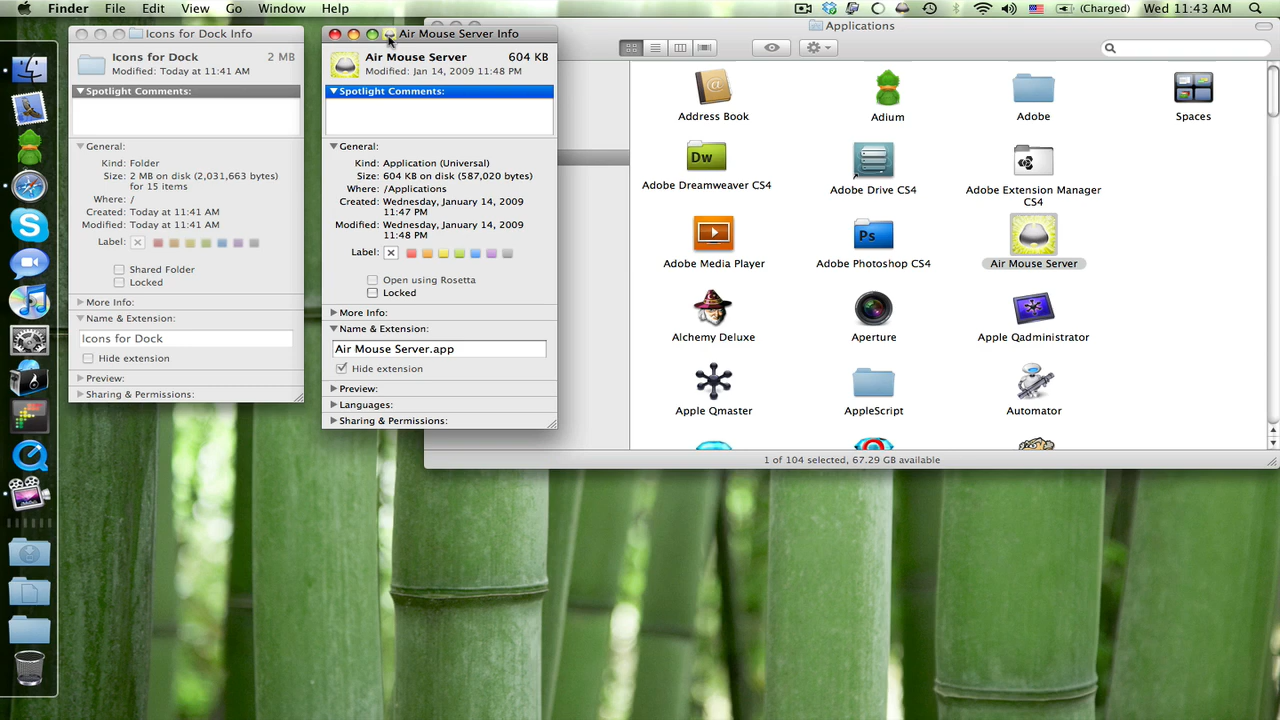 Finder File Edit View Go Window Help (Charged) Wed 11:43 AM
Icons for Dock Info
Icons for Dock 2 MB
Modified: Today at 11:41 AM
Spotlight Comments:
General:
Kind: Folder
Size: 2 MB on disk (2,031,663 bytes)
for 15 items
Where: /
Created: Today at 11:41 AM
Modified: Today at 11:41 AM
Label:
Shared Folder
Locked
More Info:
Name & Extension:
Icons for Dock
Hide extension
Preview:
Sharing & Permissions:
Air Mouse Server Info
Air Mouse Server 604 KB
Modified: Jan 14, 2009 11:48 PM
Spotlight Comments:
General:
Kind: Application (Universal)
Size: 604 KB on disk (587,020 bytes)
Where: /Applications
Created: Wednesday, January 14, 2009
11:47 PM
Modified: Wednesday, January 14, 2009
11:48 PM
Label:
Open using Rosetta
Locked
More Info:
Name & Extension:
Air Mouse Server.app
Hide extension
Preview:
Languages:
Sharing & Permissions:
Applications
Address Book Adium Adobe Spaces
Dw
Adobe Dreamweaver CS4 Adobe Drive CS4 Adobe Extension Manager
CS4
Ps
Adobe Media Player Adobe Photoshop CS4 Air Mouse Server
Alchemy Deluxe Aperture Apple Qadministrator
Apple Qmaster AppleScript Automator
1 of 104 selected, 67.29 GB available